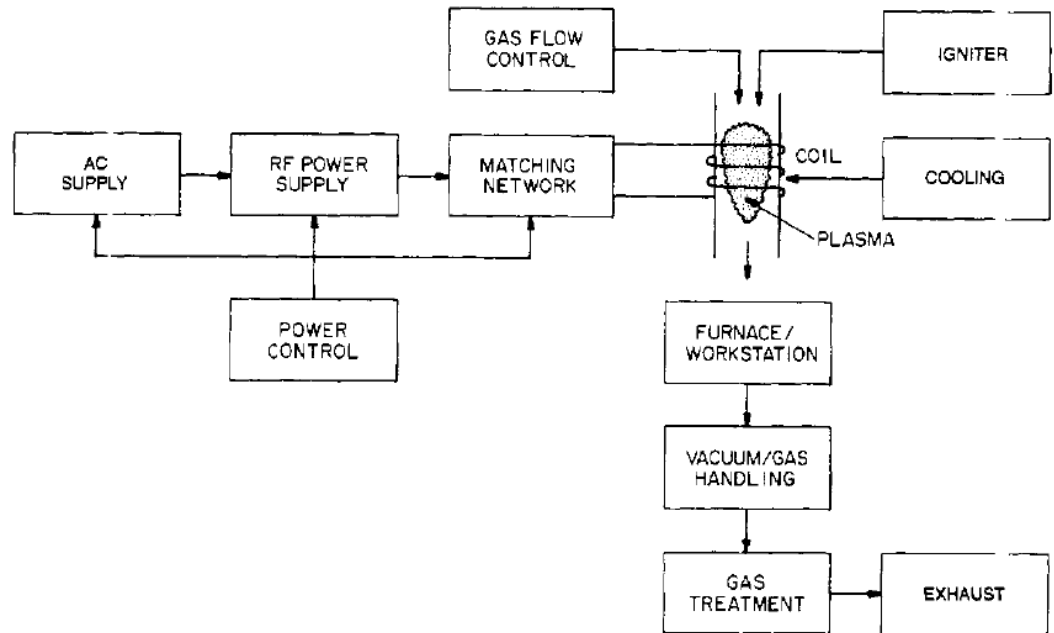 GAS FLOW
CONTROL
IGNITER
AC
SUPPLY
RF POWER
SUPPLY
MATCHING
NETWORK
COIL
COOLING
PLASMA
POWER
CONTROL
FURNACE/
WORKSTATION
VACUUM/GAS
HANDLING
GAS
TREATMENT
EXHAUST